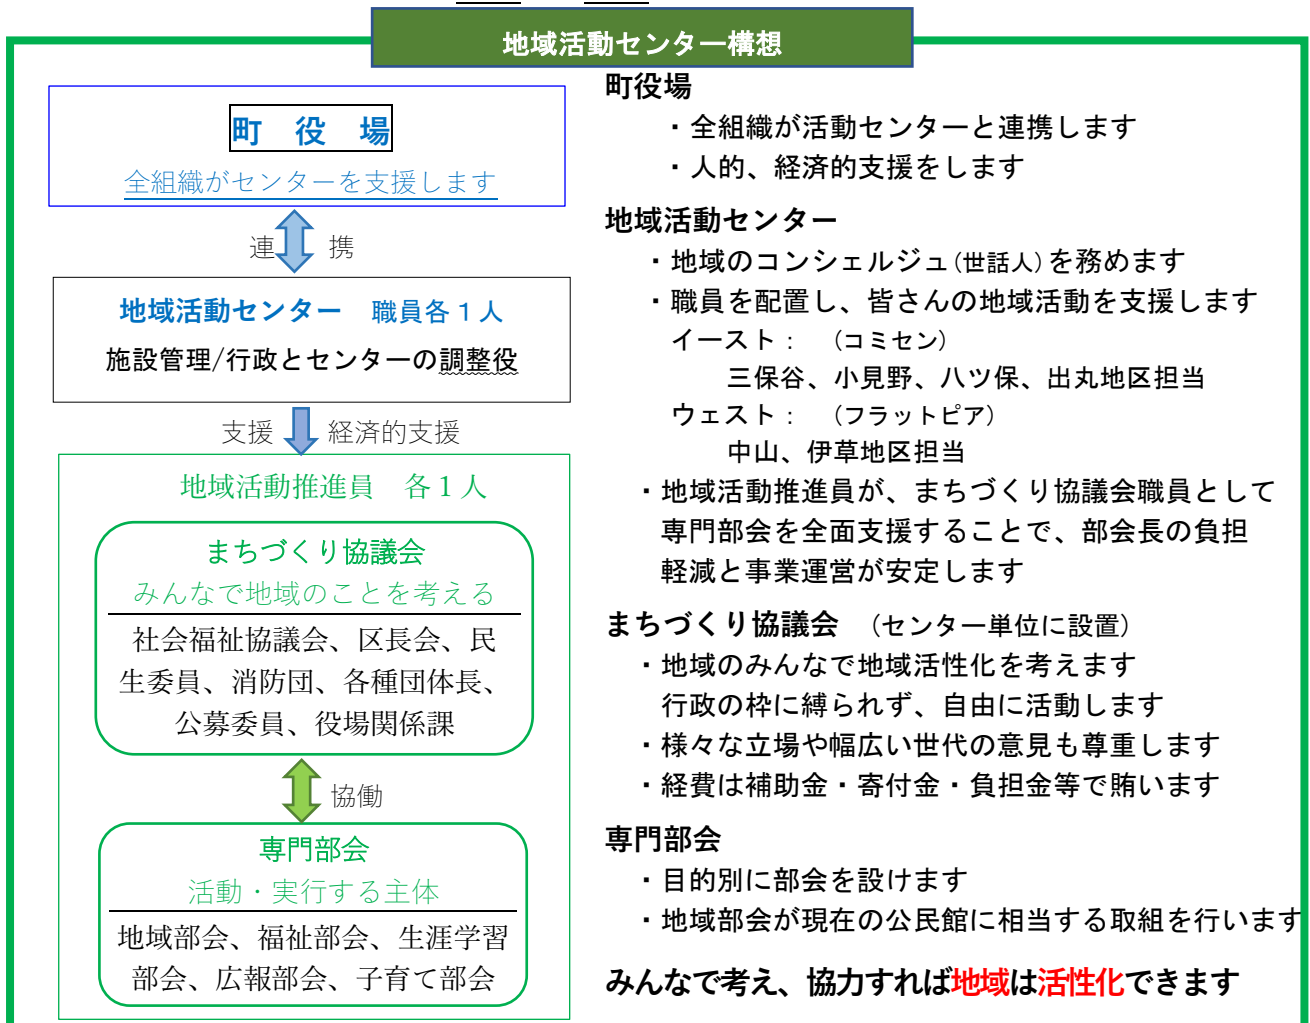 地域活動センター構想
町 役 場
全組織がセンターを支援します
連 携
地域活動センター 職員各1人
施設管理/行政とセンターの調整役
支援 経済的支援
地域活動推進員 各1人
まちづくり協議会
みんなで地域のことを考える
社会福祉協議会、区長会、民
生委員、消防団、各種団体長、
公募委員、役場関係課
協働
専門部会
活動・実行する主体
地域部会、福祉部会、生涯学習
部会、広報部会、子育て部会
町役場
・全組織が活動センターと連携します
・人的、経済的支援をします
地域活動センター
・地域のコンシェルジュ(世話人)を務めます
・職員を配置し、皆さんの地域活動を支援します
イースト： （コミセン）
三保谷、小見野、八ツ保、出丸地区担当
ウェスト： （フラットピア）
中山、伊草地区担当
・地域活動推進員が、まちづくり協議会職員として
専門部会を全面支援することで、部会長の負担
軽減と事業運営が安定します
まちづくり協議会 （センター単位に設置）
・地域のみんなで地域活性化を考えます
行政の枠に縛られず、自由に活動します
・様々な立場や幅広い世代の意見も尊重します
・経費は補助金・寄付金・負担金等で賄います
専門部会
・目的別に部会を設けます
・地域部会が現在の公民館に相当する取組を行います
みんなで考え、協力すれば地域は活性化できます